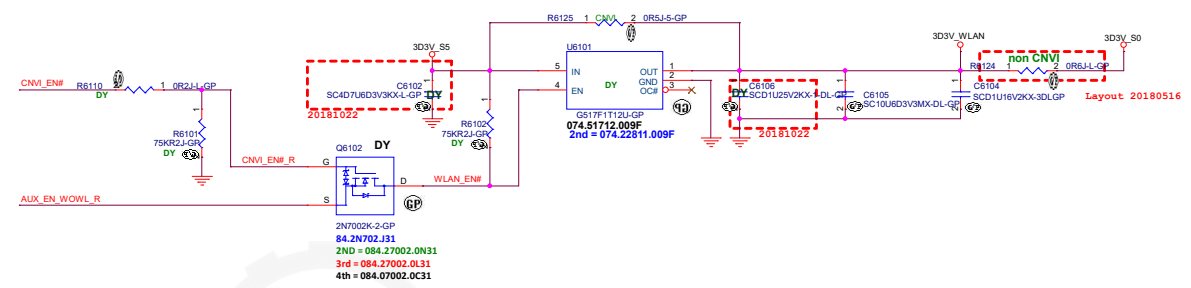 R6125 1 CNVI 2 0R5J-5-GP
3D3V_S5
U6101
3D3V_WLAN
3D3V_S0
non CNVI
R6124 1 2 0R6J-L-GP
CNVI_EN#
R6110 1 2 0R2J-L-GP
DY
C6102
SC4D7U6D3V3KX-L-GP DY
20181022
5 IN OUT 1
GND 2
4 EN OC# 3
DY
G517F1T12U-GP
074.51712.009F
2nd = 074.22811.009F
DY C6106
SCD1U25V2KX-1-DL-GP
20181022
C6105
SC10U6D3V3MX-DL-GP
C6104
SCD1U16V2KX-3DLGP
Layout 20180516
R6101
75KR2J-GP
DY
R6102
75KR2J-GP
DY
Q6102 DY
CNVI_EN#_R G
D WLAN_EN#
AUX_EN_WOWL_R S
GP
2N7002K-2-GP
84.2N702.J31
2ND = 084.27002.0N31
3rd = 084.27002.0L31
4th = 084.07002.0C31